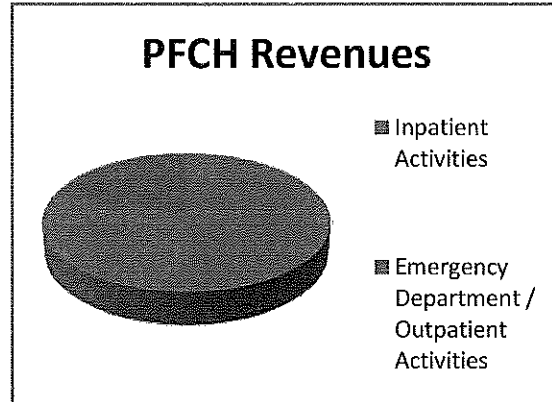 PFCH Revenues
Inpatient
Activities
Emergency
Department /
Outpatient
Activities